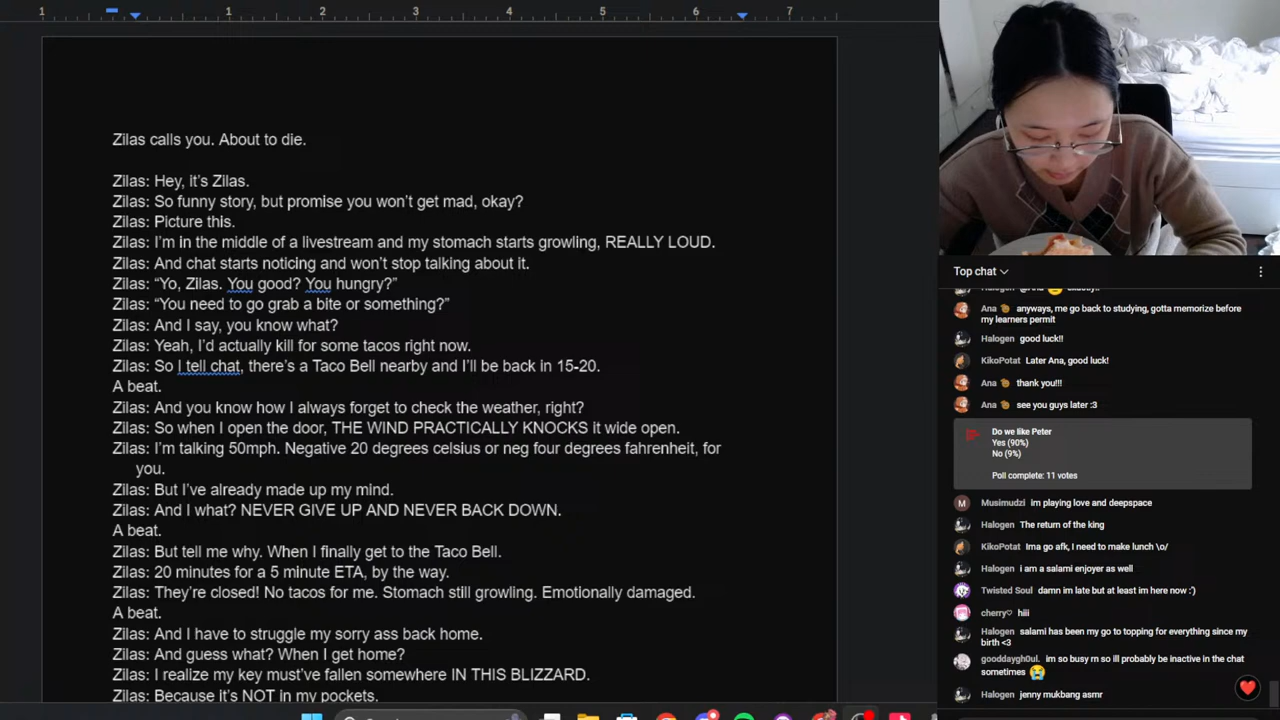 1 1 2 3 4 5 6 7
Zilas calls you. About to die.
Zilas: Hey, it’s Zilas.
Zilas: So funny story, but promise you won’t get mad, okay?
Zilas: Picture this.
Zilas: I’m in the middle of a livestream and my stomach starts growling, REALLY LOUD.
Zilas: And chat starts noticing and won’t stop talking about it.
Zilas: “Yo, Zilas. You good? You hungry?”
Zilas: “You need to go grab a bite or something?”
Zilas: And I say, you know what?
Zilas: Yeah, I’d actually kill for some tacos right now.
Zilas: So I tell chat, there’s a Taco Bell nearby and I’ll be back in 15-20.
A beat.
Zilas: And you know how I always forget to check the weather, right?
Zilas: So when I open the door, THE WIND PRACTICALLY KNOCKS it wide open.
Zilas: I’m talking 50mph. Negative 20 degrees celsius or neg four degrees fahrenheit, for
you.
Zilas: But I’ve already made up my mind.
Zilas: And I what? NEVER GIVE UP AND NEVER BACK DOWN.
A beat.
Zilas: But tell me why. When I finally get to the Taco Bell.
Zilas: 20 minutes for a 5 minute ETA, by the way.
Zilas: They’re closed! No tacos for me. Stomach still growling. Emotionally damaged.
A beat.
Zilas: And I have to struggle my sorry ass back home.
Zilas: And guess what? When I get home?
Zilas: I realize my key must’ve fallen somewhere IN THIS BLIZZARD.
Zilas: Because it’s NOT in my pockets.
Top chat
Ana anyways, me go back to studying, gotta memorize before
my learners permit
Halogen good luck!!
KikoPotat Later Ana, good luck!
Ana thank you!!!
Ana see you guys later :3
Do we like Peter
Yes (90%)
No (9%)
Poll complete: 11 votes
M Musimudzi im playing love and deepspace
Halogen The return of the king
KikoPotat Ima go afk, I need to make lunch \o/
Halogen i am a salami enjoyer as well
Twisted Soul damn im late but at least im here now :')
cherry♡ hiii
Halogen salami has been my go to topping for everything since my
birth <3
gooddaygh0ul. im so busy rn so ill probably be inactive in the chat
sometimes 😭
Halogen jenny mukbang asmr